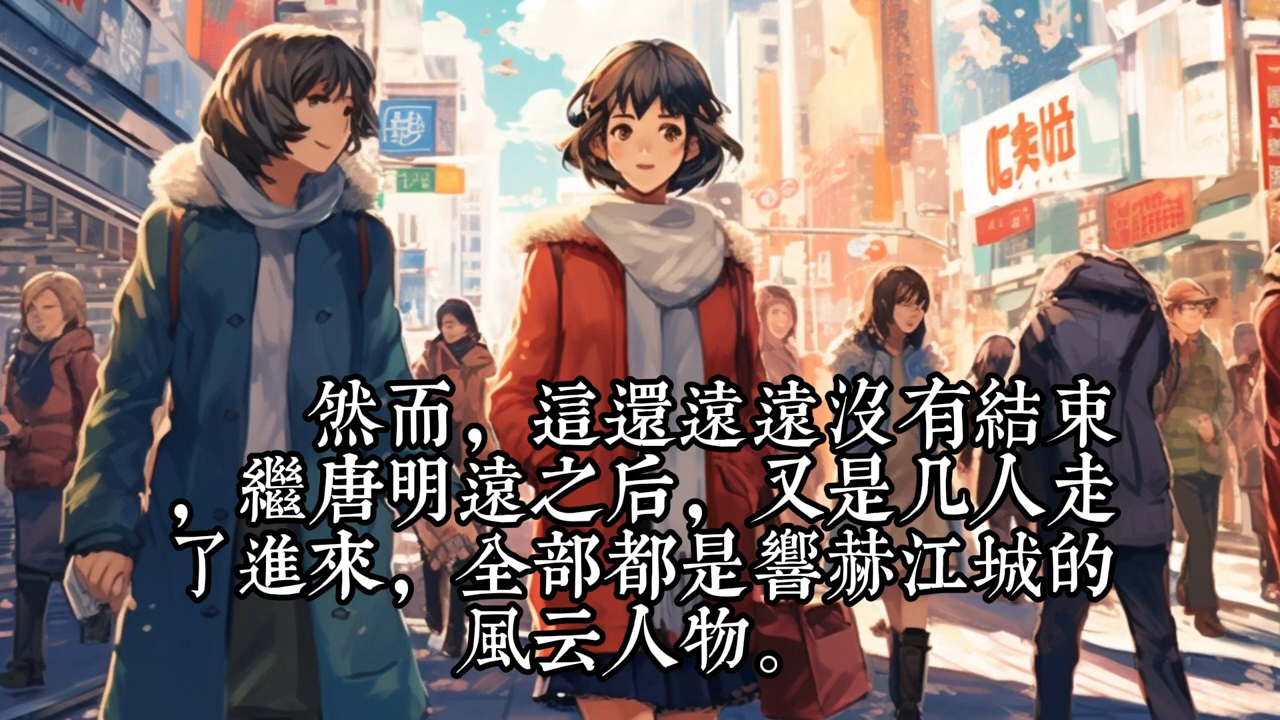 然而，這還遠遠沒有結束
，繼唐明遠之后，又是几人走
了進來，全部都是響赫江城的
風云人物。